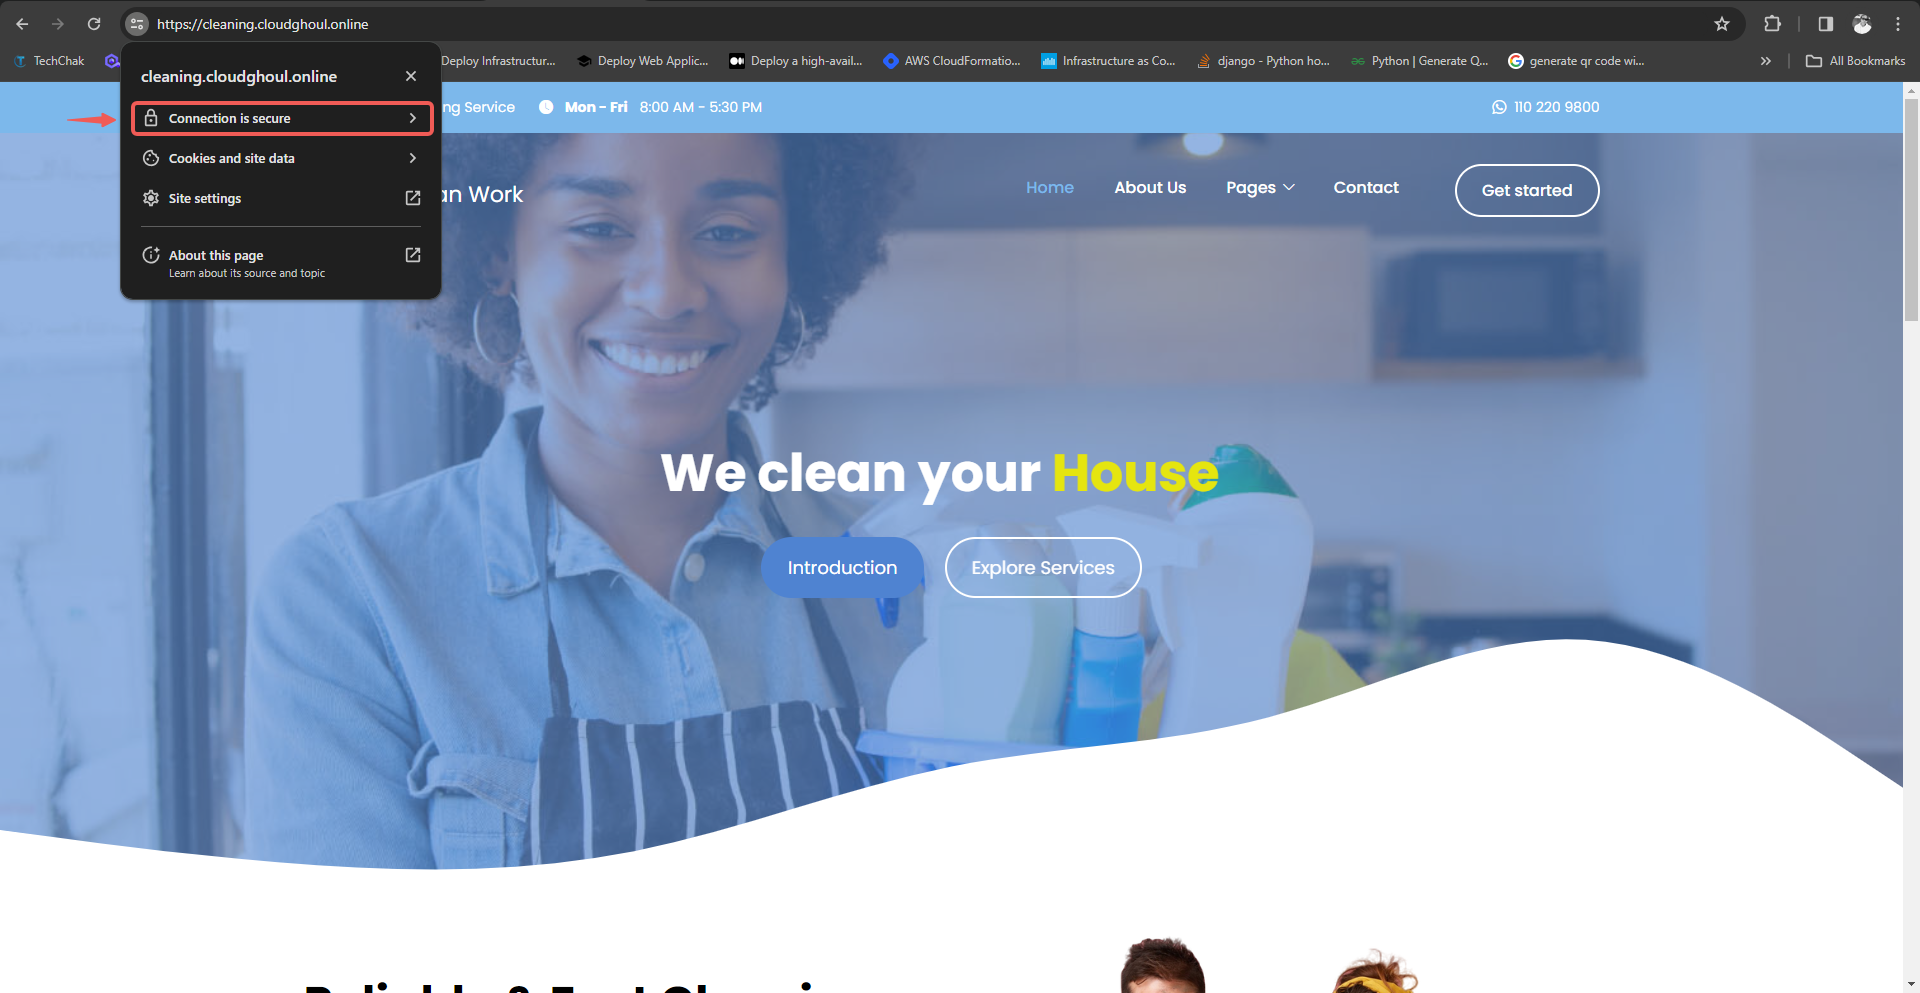 https://cleaning.cloudghoul.online
TechChak
Deploy Infrastructur...
Deploy Web Applic...
Deploy a high-avail...
AWS CloudFormatio...
Infrastructure as Co...
django - Python ho...
Python | Generate Q...
generate qr code wi...
All Bookmarks
cleaning.cloudghoul.online
Connection is secure
Cookies and site data
Site settings
About this page
Learn about its source and topic
ng Service
Mon - Fri 8:00 AM - 5:30 PM
110 220 9800
an Work
Home
About Us
Pages
Contact
Get started
We clean your House
Introduction
Explore Services